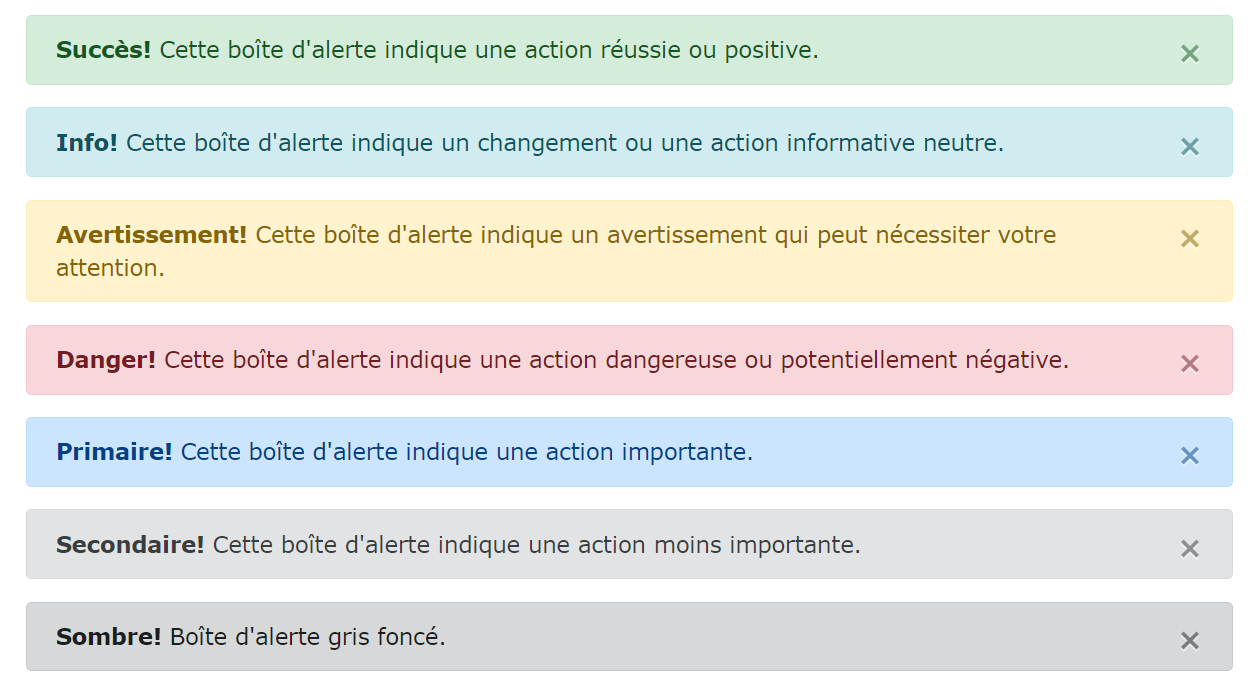 Succès! Cette boîte d'alerte indique une action réussie ou positive. ×
Info! Cette boîte d'alerte indique un changement ou une action informative neutre. ×
Avertissement! Cette boîte d'alerte indique un avertissement qui peut nécessiter votre ×
attention.
Danger! Cette boîte d'alerte indique une action dangereuse ou potentiellement négative. ×
Primaire! Cette boîte d'alerte indique une action importante. ×
Secondaire! Cette boîte d'alerte indique une action moins importante. ×
Sombre! Boîte d'alerte gris foncé. ×